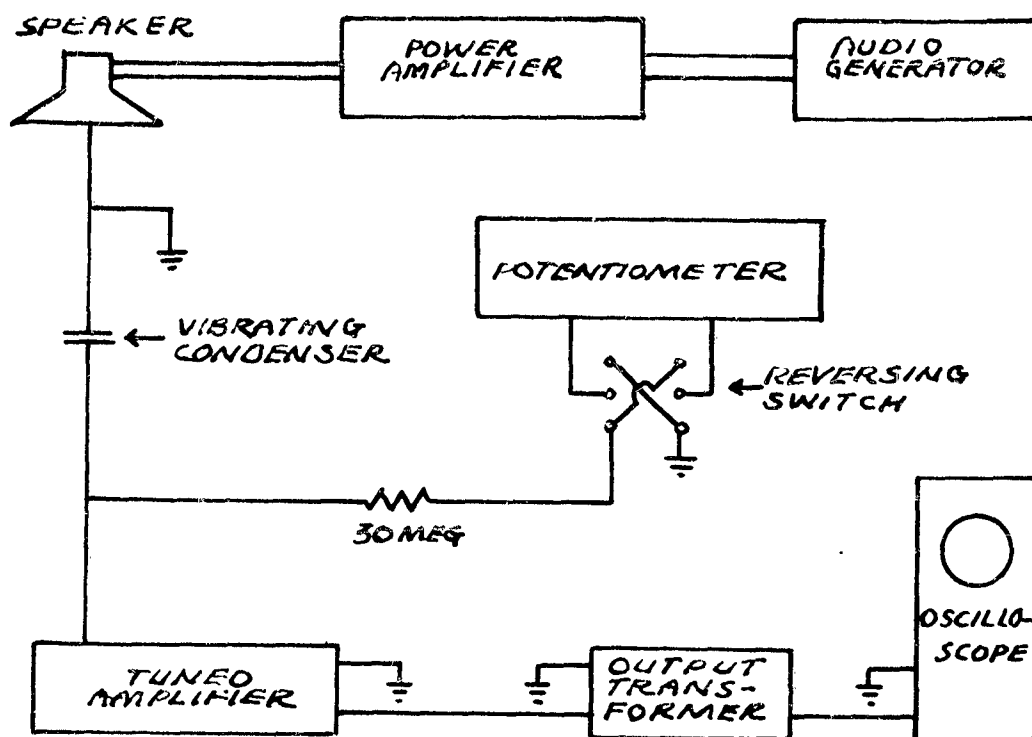 SPEAKER
POWER
AMPLIFIER
AUDIO
GENERATOR
POTENTIOMETER
VIBRATING
CONDENSER
REVERSING
SWITCH
30 MEG
OSCILLO-
SCOPE
TUNED
AMPLIFIER
OUTPUT
TRANS-
FORMER